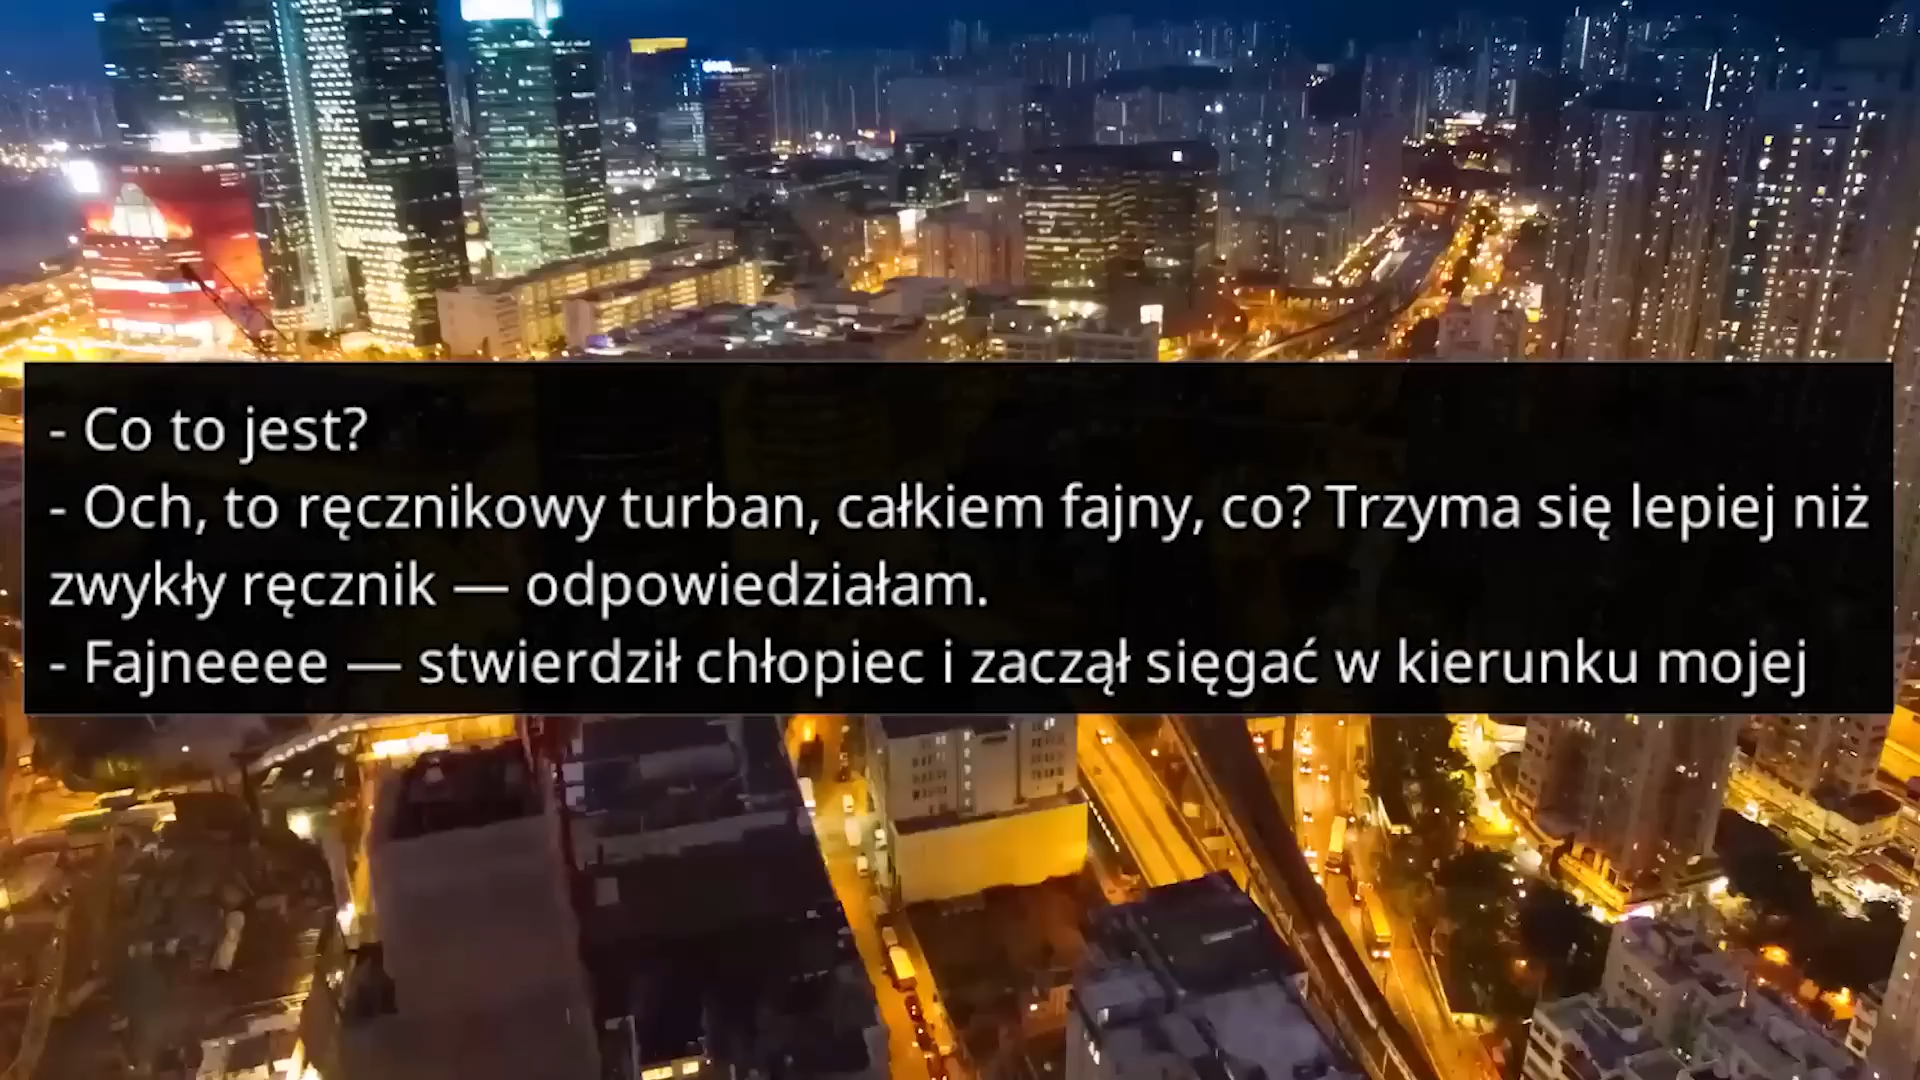 - Co to jest?
- Och, to ręcznikowy turban, całkiem fajny, co? Trzyma się lepiej niż
zwykły ręcznik — odpowiedziałam.
- Fajneeee — stwierdził chłopiec i zaczął sięgać w kierunku mojej